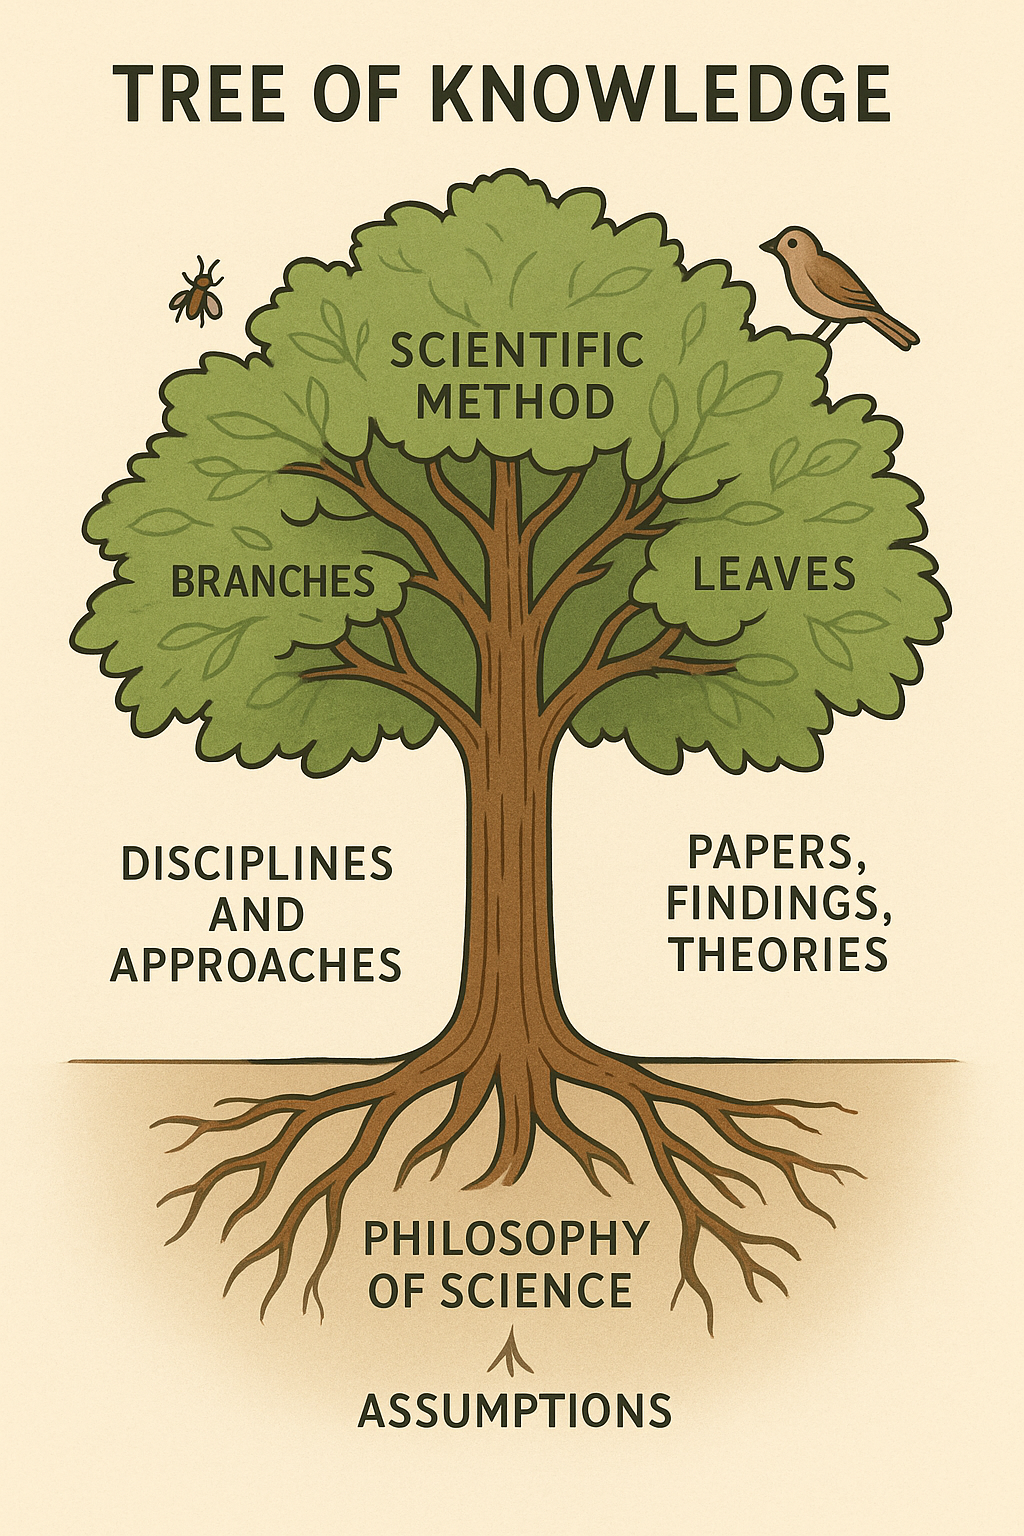 TREE OF KNOWLEDGE
SCIENTIFIC
METHOD
BRANCHES
LEAVES
DISCIPLINES
AND
APPROACHES
PAPERS,
FINDINGS,
THEORIES
PHILOSOPHY
OF SCIENCE
ASSUMPTIONS